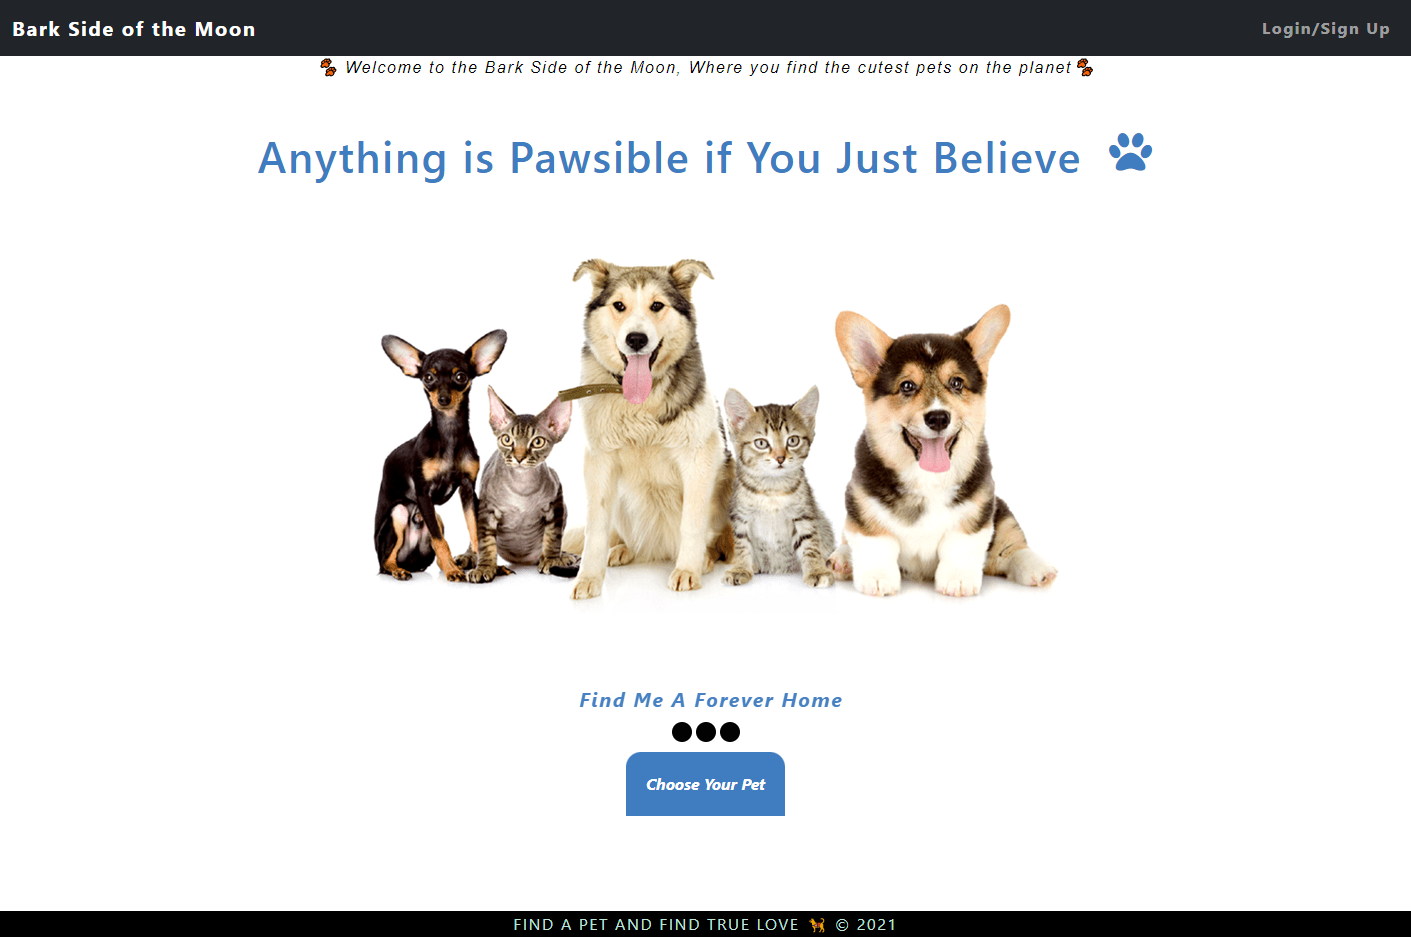 Bark Side of the Moon
Login/Sign Up
Welcome to the Bark Side of the Moon, Where you find the cutest pets on the planet
Anything is Pawsible if You Just Believe
Find Me A Forever Home
Choose Your Pet
FIND A PET AND FIND TRUE LOVE 🐕 © 2021